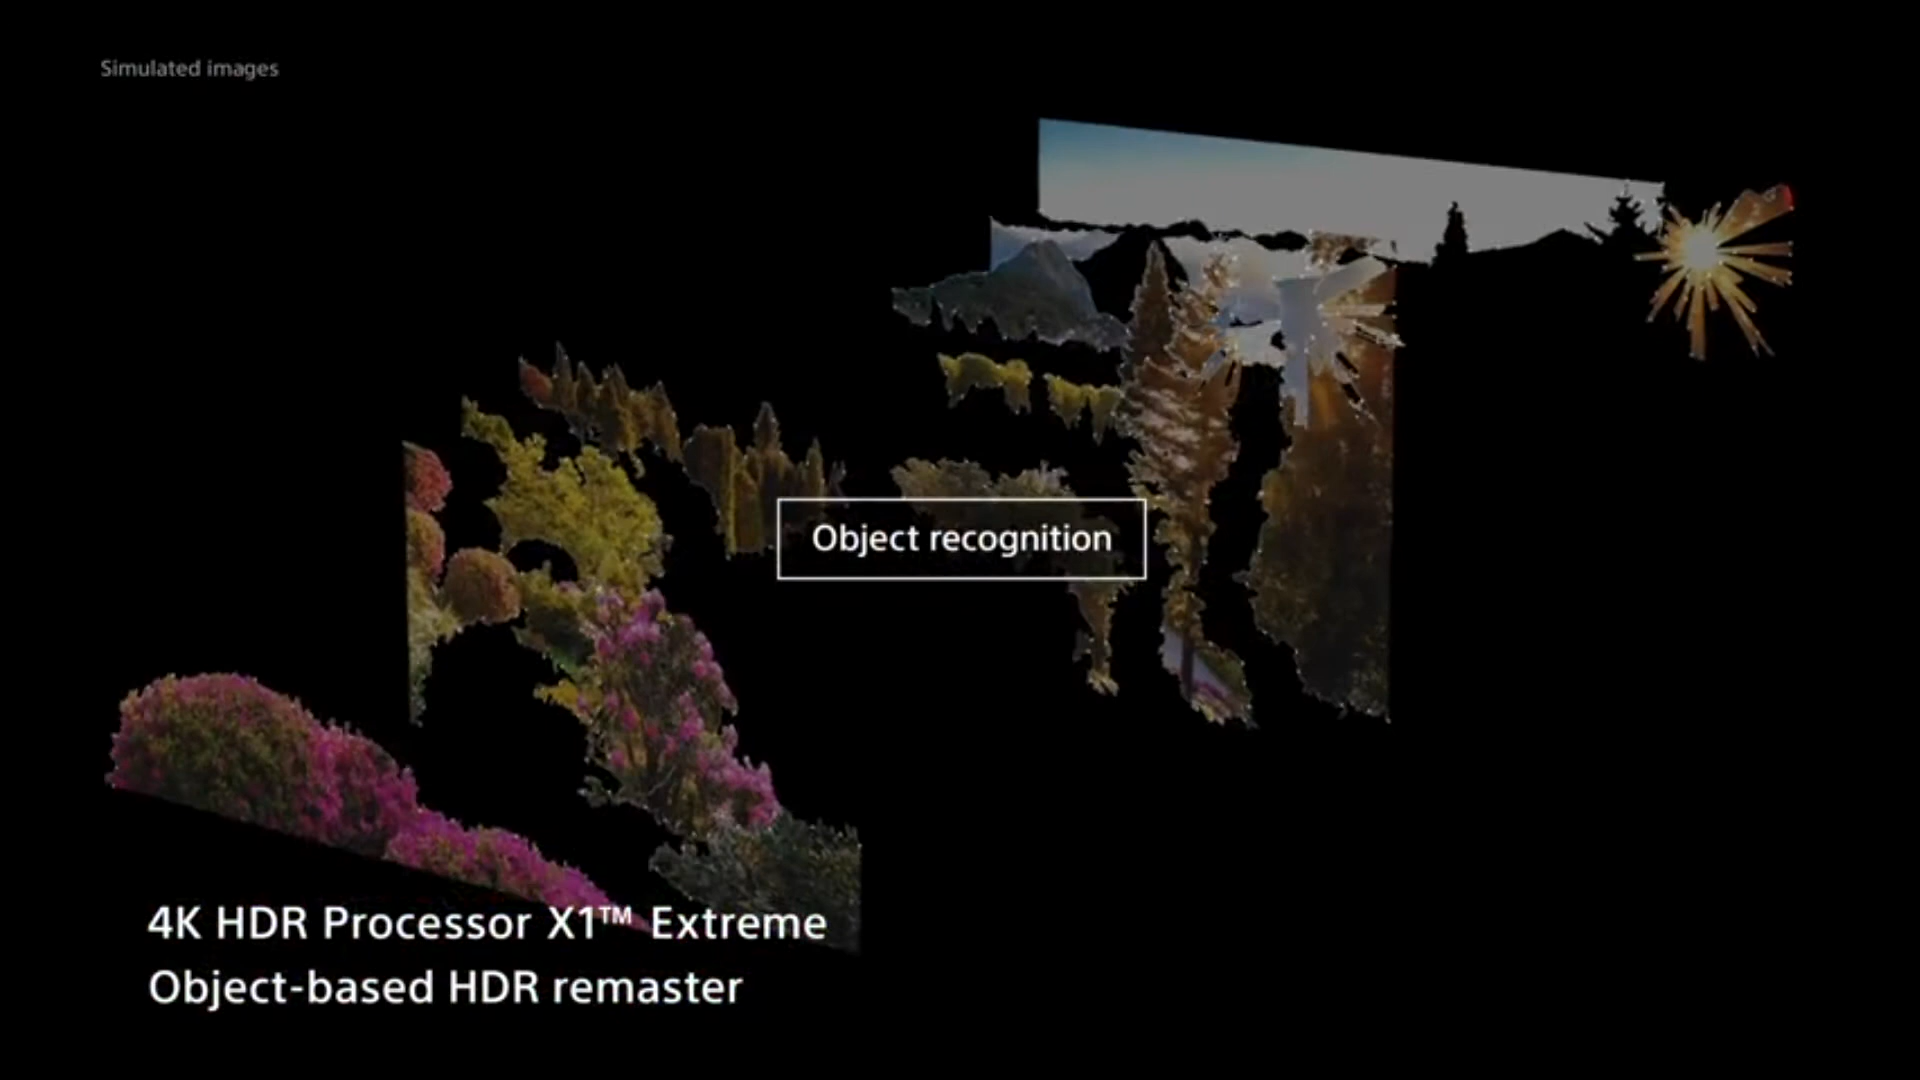 Simulated images
Object recognition
4K HDR Processor X1™ Extreme
Object-based HDR remaster